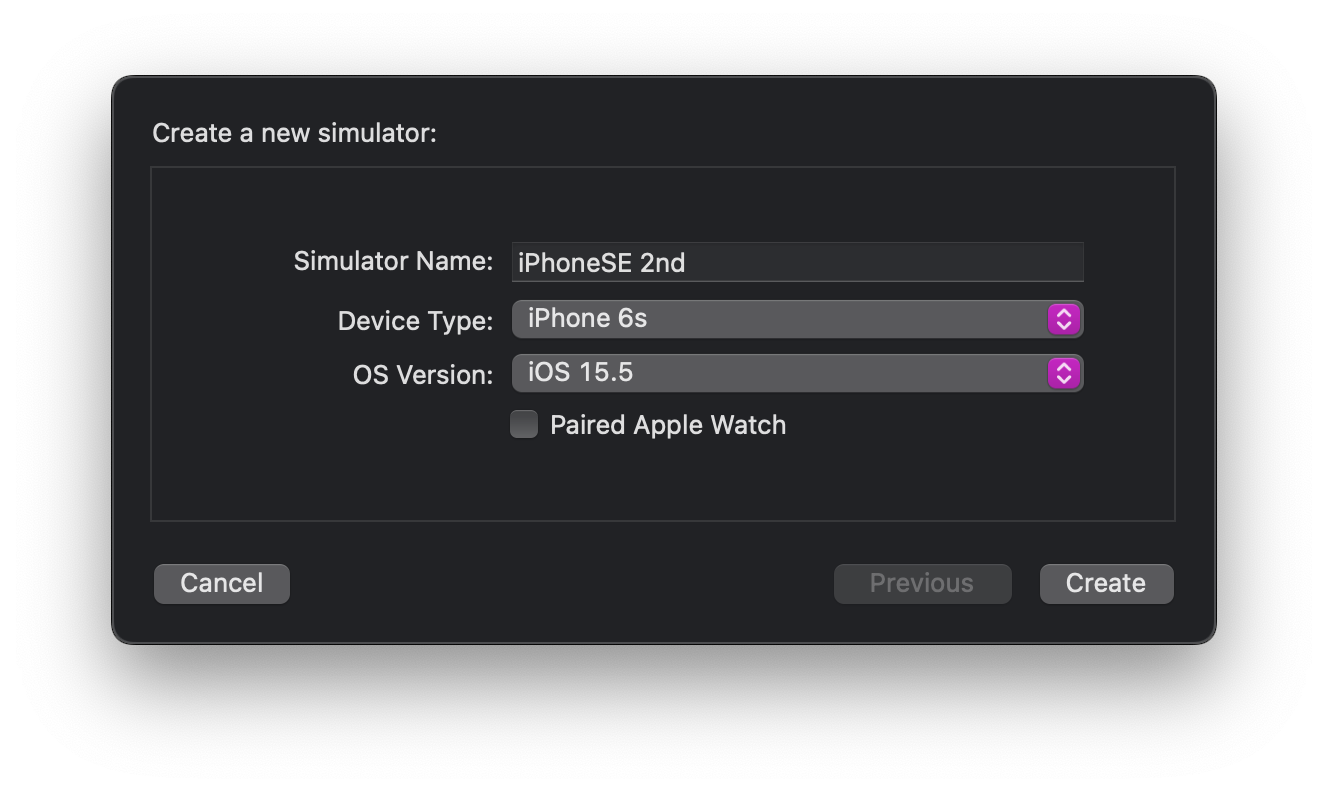 Create a new simulator:
Simulator Name: iPhoneSE 2nd
Device Type: iPhone 6s
OS Version: iOS 15.5
Paired Apple Watch
Cancel Previous Create